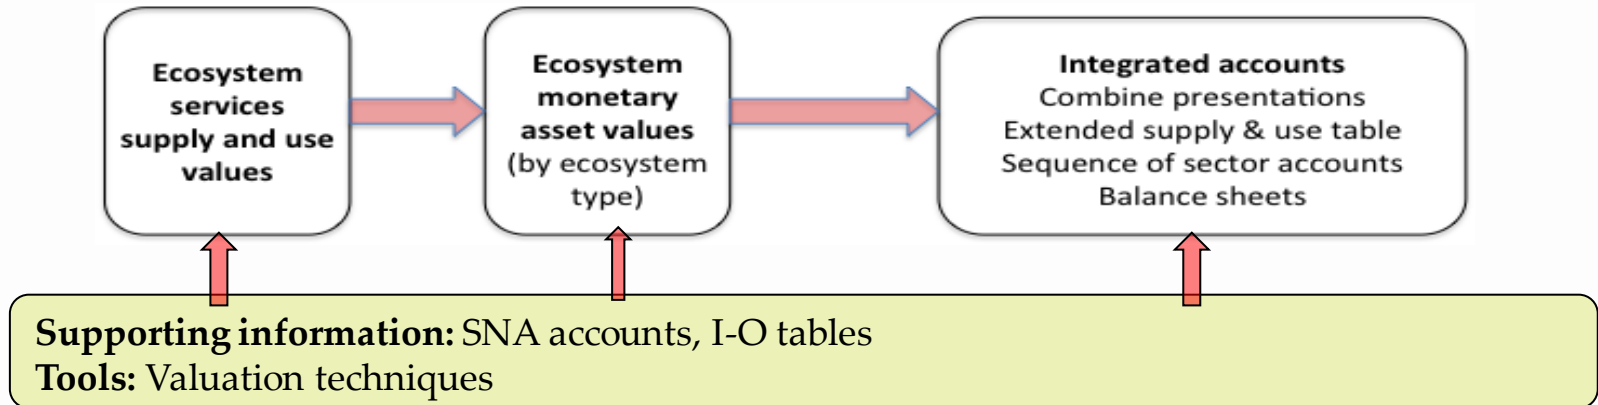 Ecosystem
services
supply and use
values
Ecosystem
monetary
asset values
(by ecosystem
type)
Integrated accounts
Combine presentations
Extended supply & use table
Sequence of sector accounts
Balance sheets
Supporting information: SNA accounts, I-O tables
Tools: Valuation techniques